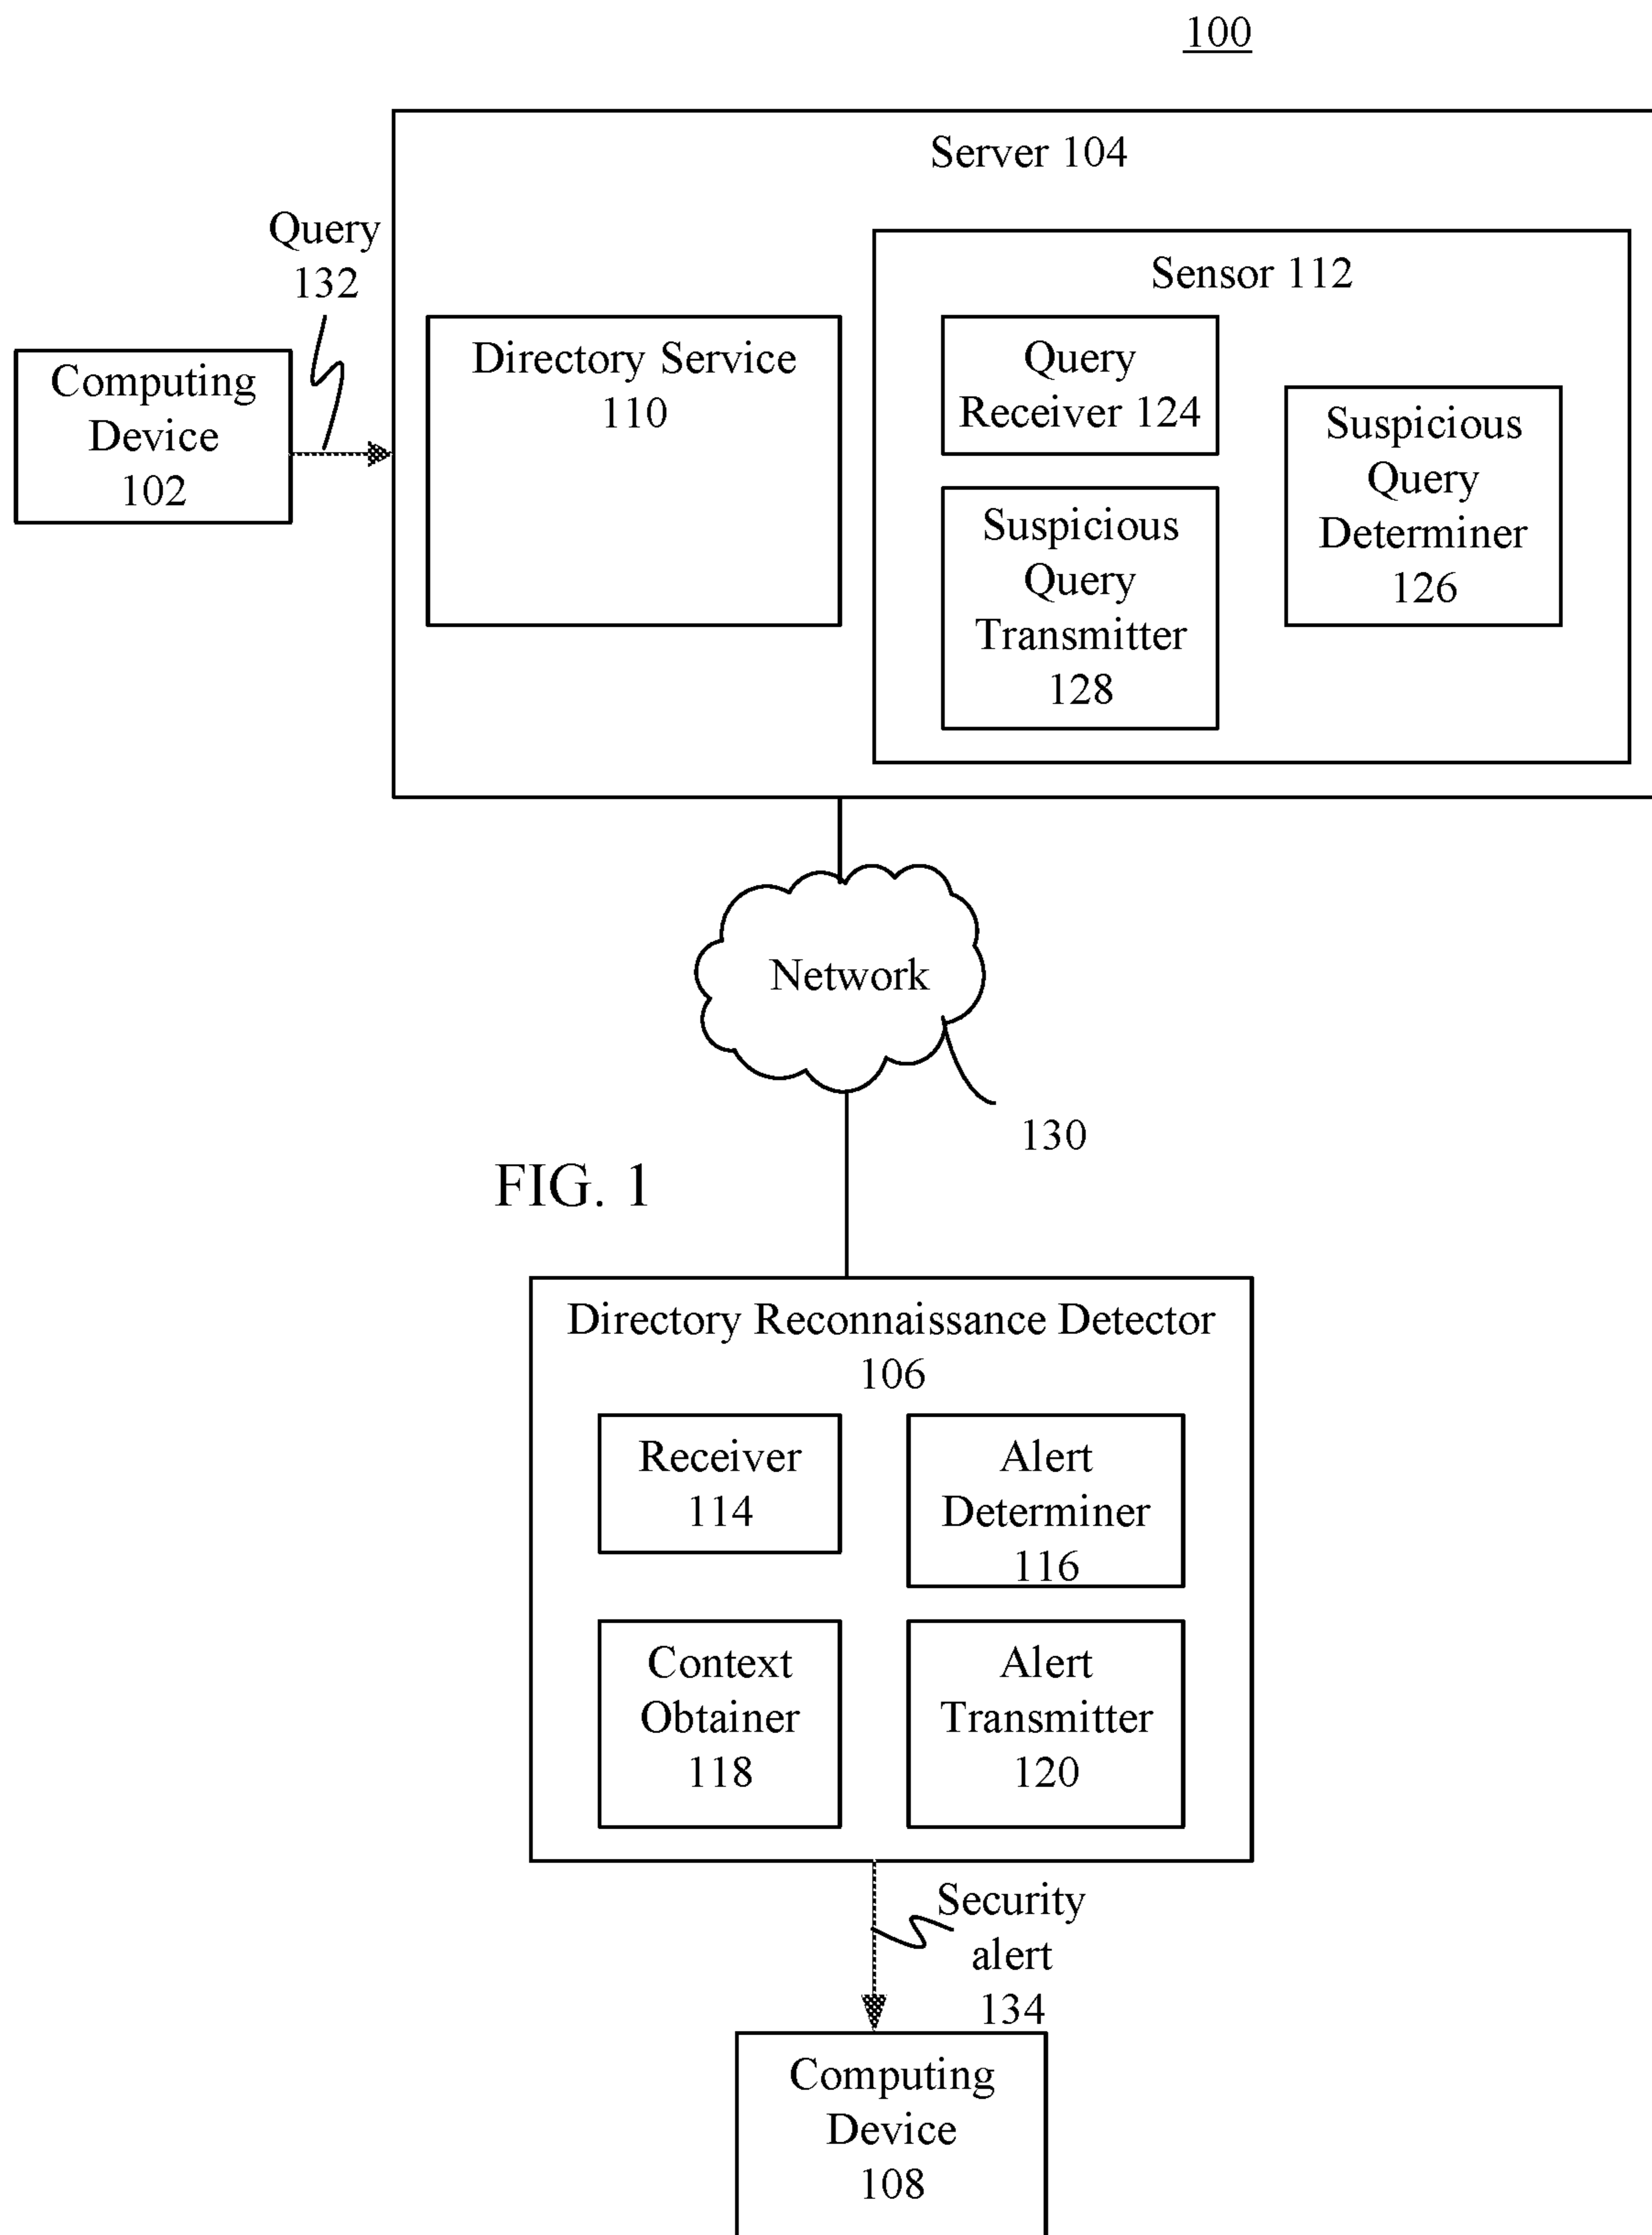 100
Server 104
Query
132
Sensor 112
Computing
Device
102
Directory Service
110
Query
Receiver 124
Suspicious
Query
Determiner
126
Suspicious
Query
Transmitter
128
Network
130
FIG. 1
Directory Reconnaissance Detector
106
Receiver
114
Alert
Determiner
116
Context
Obtainer
118
Alert
Transmitter
120
Security
alert
134
Computing
Device
108